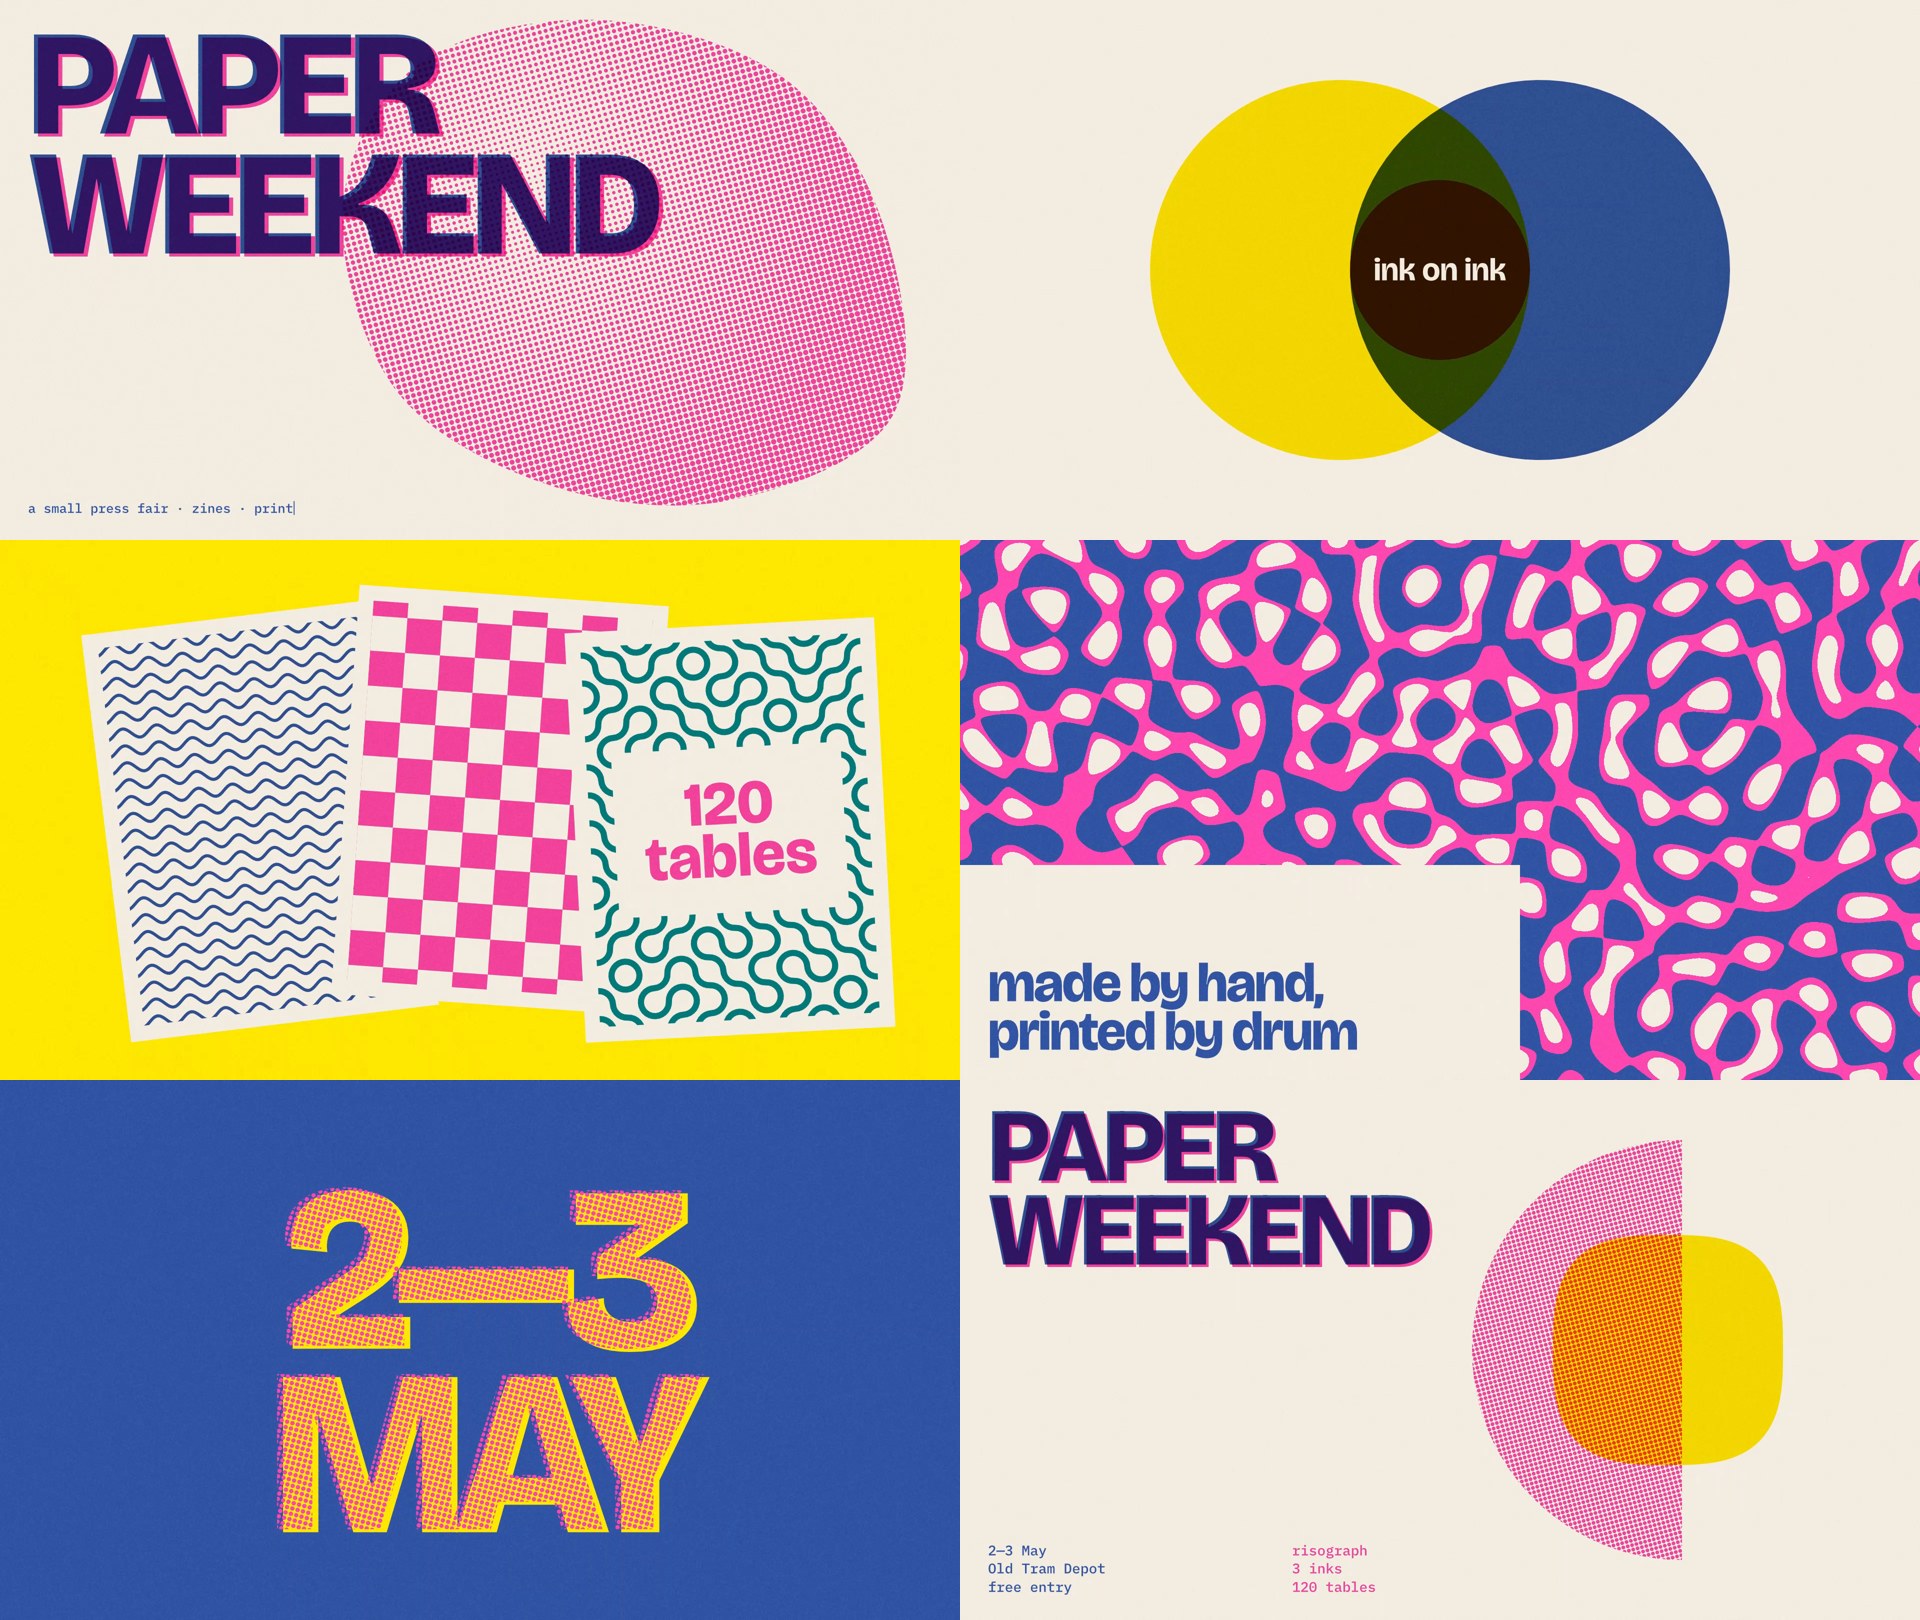 PAPER
WEEKEND
a small press fair · zines · print
ink on ink
120
tables
made by hand,
printed by drum
2—3
MAY
PAPER
WEEKEND
2—3 May
Old Tram Depot
free entry
risograph
3 inks
120 tables